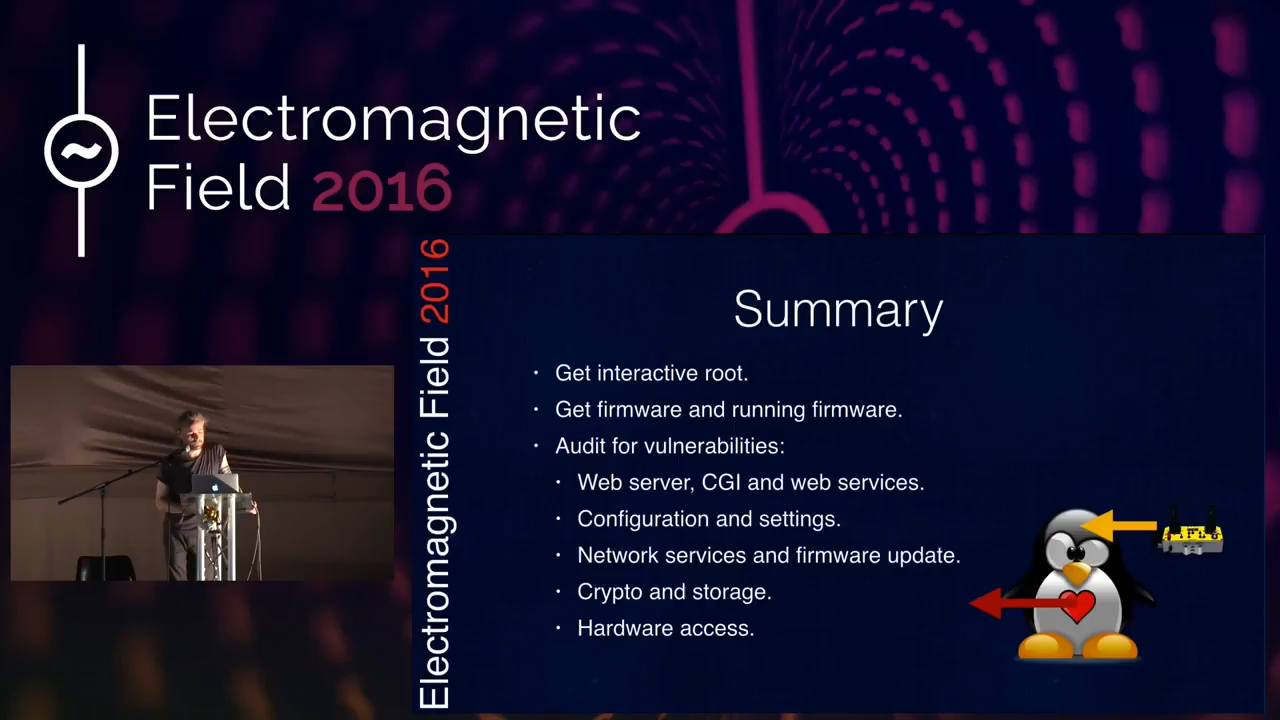 Electromagnetic
Field 2016
Electromagnetic Field 2016
Summary
· Get interactive root.
· Get firmware and running firmware.
· Audit for vulnerabilities:
· Web server, CGI and web services.
· Configuration and settings.
· Network services and firmware update.
· Crypto and storage.
· Hardware access.